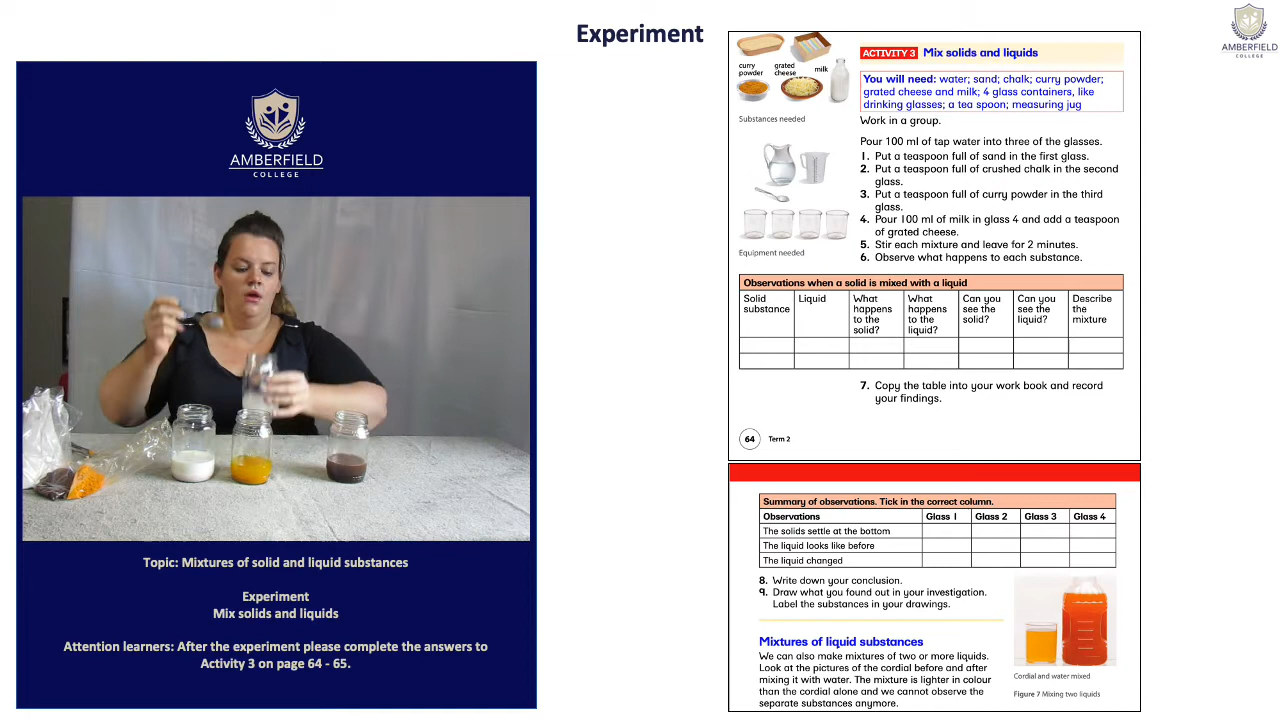 Experiment
AMBERFIELD
COLLEGE
AMBERFIELD
COLLEGE
Topic: Mixtures of solid and liquid substances
Experiment
Mix solids and liquids
Attention learners: After the experiment please complete the answers to
Activity 3 on page 64 - 65.
curry
powder
grated
cheese
milk
Substances needed
Equipment needed
ACTIVITY 3 Mix solids and liquids
You will need: water; sand; chalk; curry powder;
grated cheese and milk; 4 glass containers, like
drinking glasses; a tea spoon; measuring jug
Work in a group.
Pour 100 ml of tap water into three of the glasses.
1. Put a teaspoon full of sand in the first glass.
2. Put a teaspoon full of crushed chalk in the second
glass.
3. Put a teaspoon full of curry powder in the third
glass.
4. Pour 100 ml of milk in glass 4 and add a teaspoon
of grated cheese.
5. Stir each mixture and leave for 2 minutes.
6. Observe what happens to each substance.
Observations when a solid is mixed with a liquid
Solid
substance
Liquid
What
happens
to the
solid?
What
happens
to the
liquid?
Can you
see the
solid?
Can you
see the
liquid?
Describe
the
mixture
7. Copy the table into your work book and record
your findings.
64 Term 2
Summary of observations. Tick in the correct column.
Observations Glass 1 Glass 2 Glass 3 Glass 4
The solids settle at the bottom
The liquid looks like before
The liquid changed
8. Write down your conclusion.
9. Draw what you found out in your investigation.
Label the substances in your drawings.
Mixtures of liquid substances
We can also make mixtures of two or more liquids.
Look at the pictures of the cordial before and after
mixing it with water. The mixture is lighter in colour
than the cordial alone and we cannot observe the
separate substances anymore.
Cordial and water mixed
Figure 7 Mixing two liquids